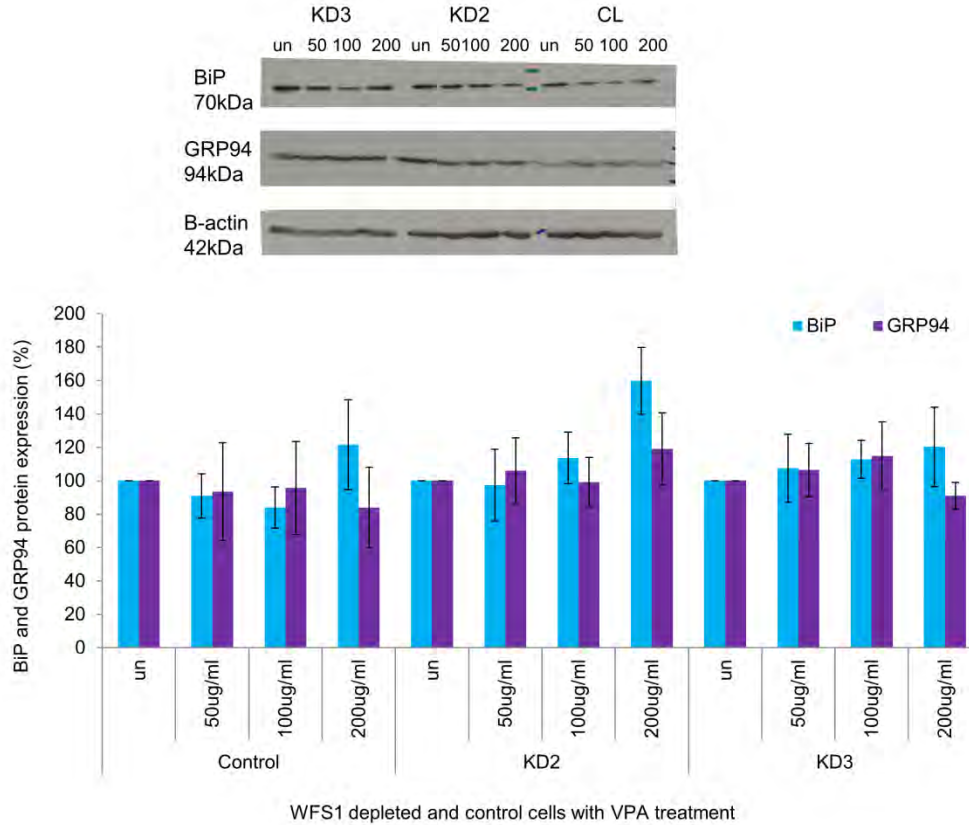 KD3 KD2 CL
un 50 100 200 un 50 100 200 un 50 100 200
BiP
70kDa
GRP94
94kDa
B-actin
42kDa
BiP GRP94
BiP and GRP94 protein expression (%)
200
180
160
140
120
100
80
60
40
20
0
un 50ug/ml 100ug/ml 200ug/ml un 50ug/ml 100ug/ml 200ug/ml un 50ug/ml 100ug/ml 200ug/ml
Control KD2 KD3
WFS1 depleted and control cells with VPA treatment